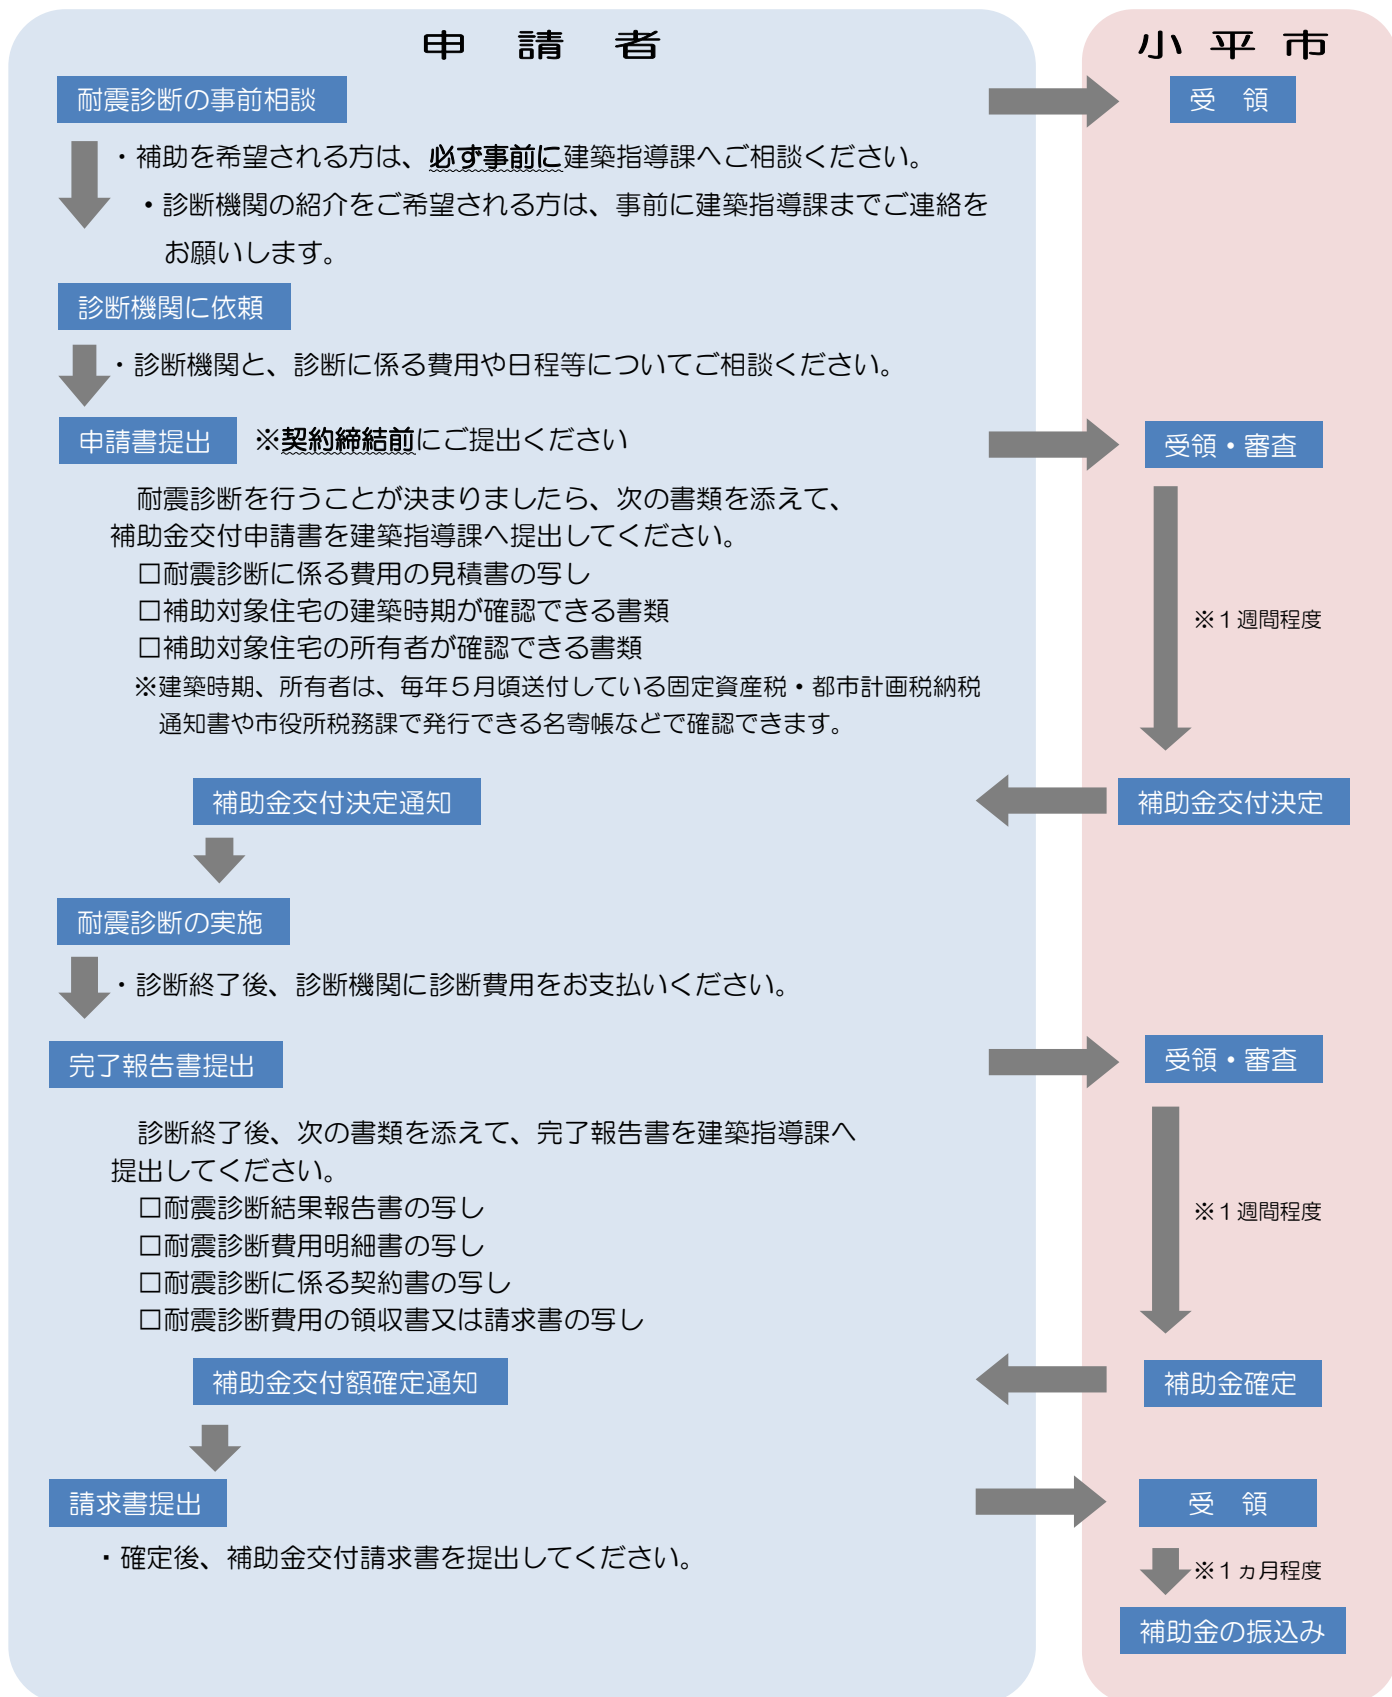 申　請　者
小 平 市
耐震診断の事前相談
受　領
・補助を希望される方は、必ず事前に建築指導課へご相談ください。
・診断機関の紹介をご希望される方は、事前に建築指導課までご連絡を
お願いします。
診断機関に依頼
・診断機関と、診断に係る費用や日程等についてご相談ください。
申請書提出
※契約締結前にご提出ください
受領・審査
耐震診断を行うことが決まりましたら、次の書類を添えて、
補助金交付申請書を建築指導課へ提出してください。
□耐震診断に係る費用の見積書の写し
□補助対象住宅の建築時期が確認できる書類
※１週間程度
□補助対象住宅の所有者が確認できる書類
※建築時期、所有者は、毎年５月頃送付している固定資産税・都市計画税納税
通知書や市役所税務課で発行できる名寄帳などで確認できます。
補助金交付決定通知
補助金交付決定
耐震診断の実施
・診断終了後、診断機関に診断費用をお支払いください。
完了報告書提出
受領・審査
診断終了後、次の書類を添えて、完了報告書を建築指導課へ
提出してください。
□耐震診断結果報告書の写し
※１週間程度
□耐震診断費用明細書の写し
□耐震診断に係る契約書の写し
□耐震診断費用の領収書又は請求書の写し
補助金交付額確定通知
補助金確定
請求書提出
受　領
・確定後、補助金交付請求書を提出してください。
※１ヵ月程度
補助金の振込み